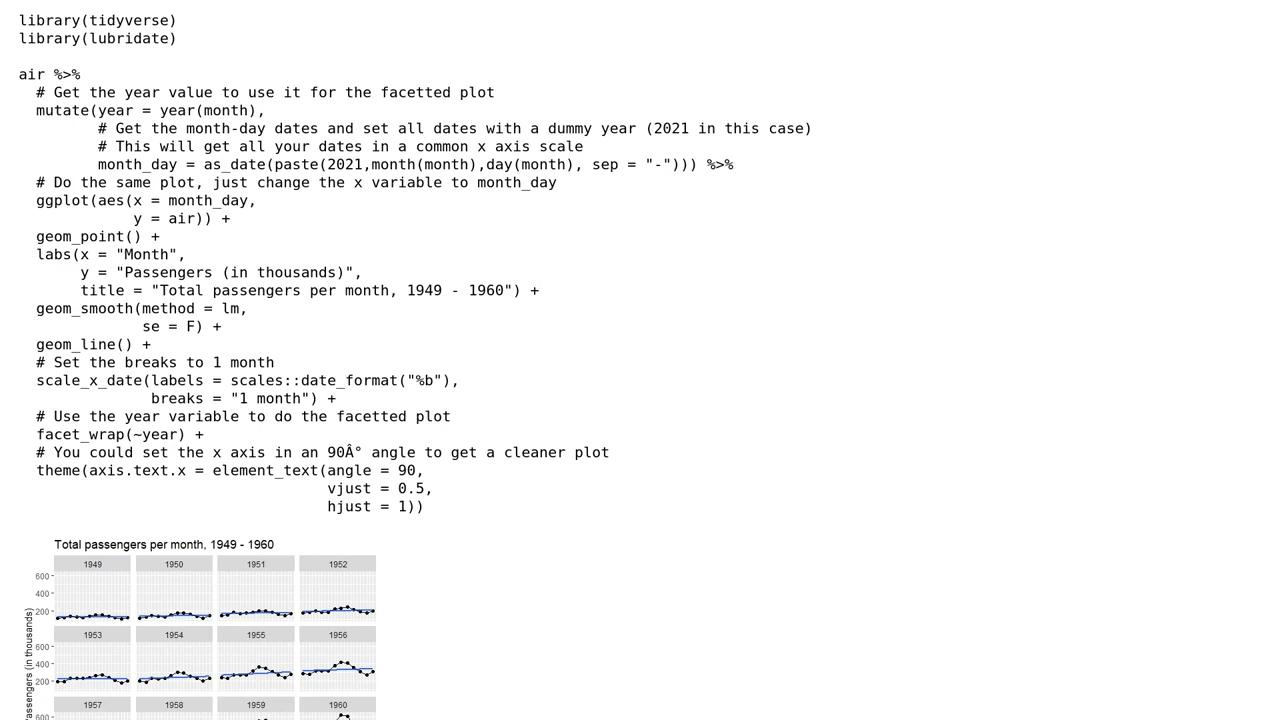 library(tidyverse)
library(lubridate)

air %>%
  # Get the year value to use it for the facetted plot
  mutate(year = year(month),
         # Get the month-day dates and set all dates with a dummy year (2021 in this case)
         # This will get all your dates in a common x axis scale
         month_day = as_date(paste(2021,month(month),day(month), sep = "-"))) %>%
  # Do the same plot, just change the x variable to month_day
  ggplot(aes(x = month_day,
             y = air)) +
  geom_point() +
  labs(x = "Month",
       y = "Passengers (in thousands)",
       title = "Total passengers per month, 1949 - 1960") +
  geom_smooth(method = lm,
              se = F) +
  geom_line() +
  # Set the breaks to 1 month
  scale_x_date(labels = scales::date_format("%b"),
               breaks = "1 month") +
  # Use the year variable to do the facetted plot
  facet_wrap(~year) +
  # You could set the x axis in an 90Â° angle to get a cleaner plot
  theme(axis.text.x = element_text(angle = 90,
                                   vjust = 0.5,
                                   hjust = 1))

Total passengers per month, 1949 - 1960
1949 1950 1951 1952
600
400
200
1953 1954 1955 1956
600
400
200
1957 1958 1959 1960
600
assengers (in thousands)